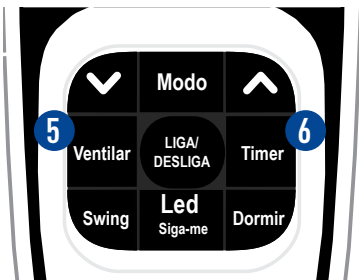 Modo
5
Ventilar
LIGA/
DESLIGA
Timer
6
Swing
Led
Siga-me
Dormir